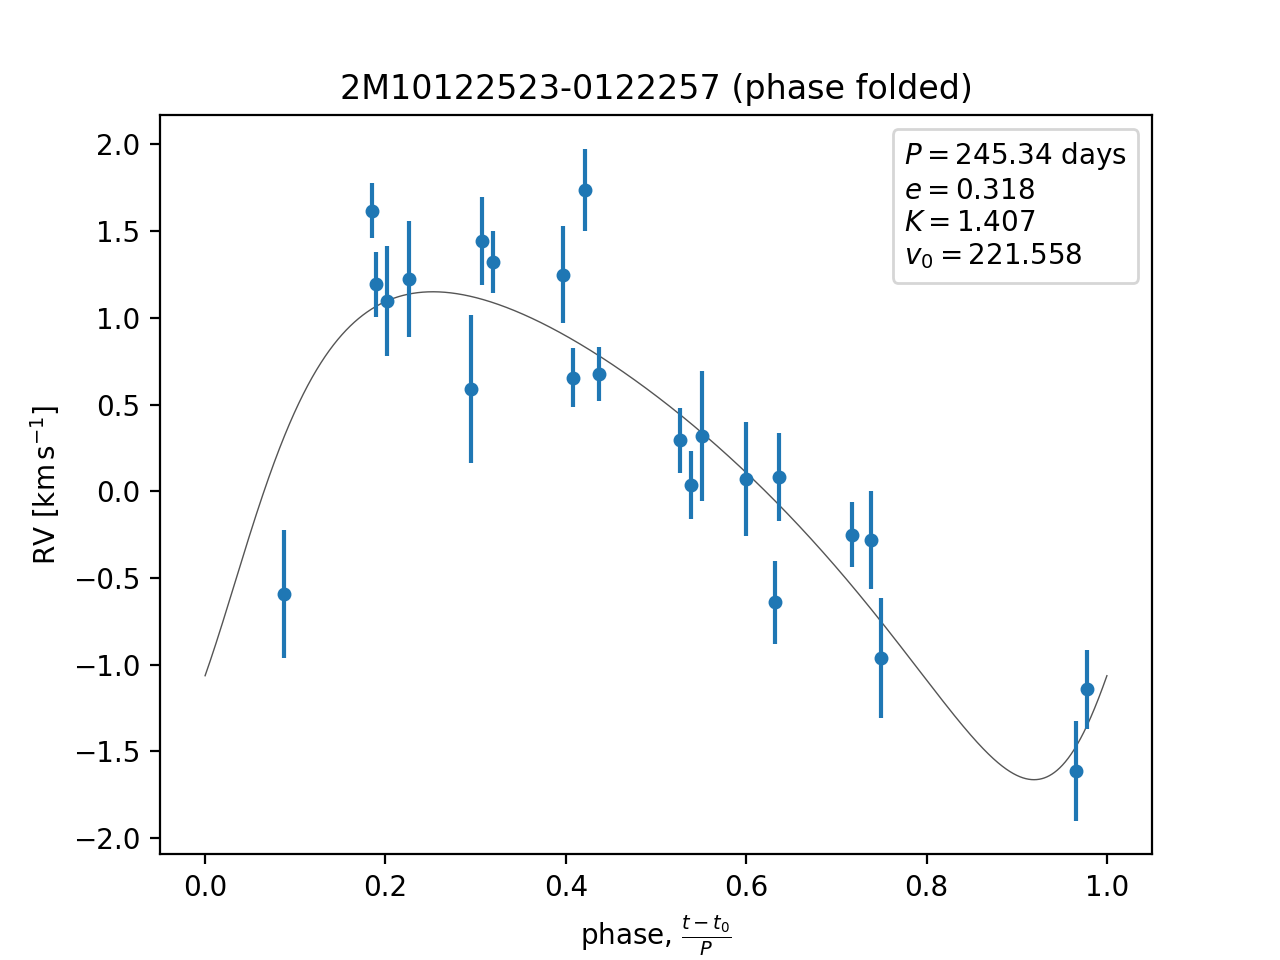 2M10122523-0122257 (phase folded)
P = 245.34 days
e = 0.318
K = 1.407
v₀ = 221.558
2.0
1.5
1.0
0.5
0.0
−0.5
−1.0
−1.5
−2.0
RV [km s⁻¹]
0.0 0.2 0.4 0.6 0.8 1.0
phase, (t − t₀)/P